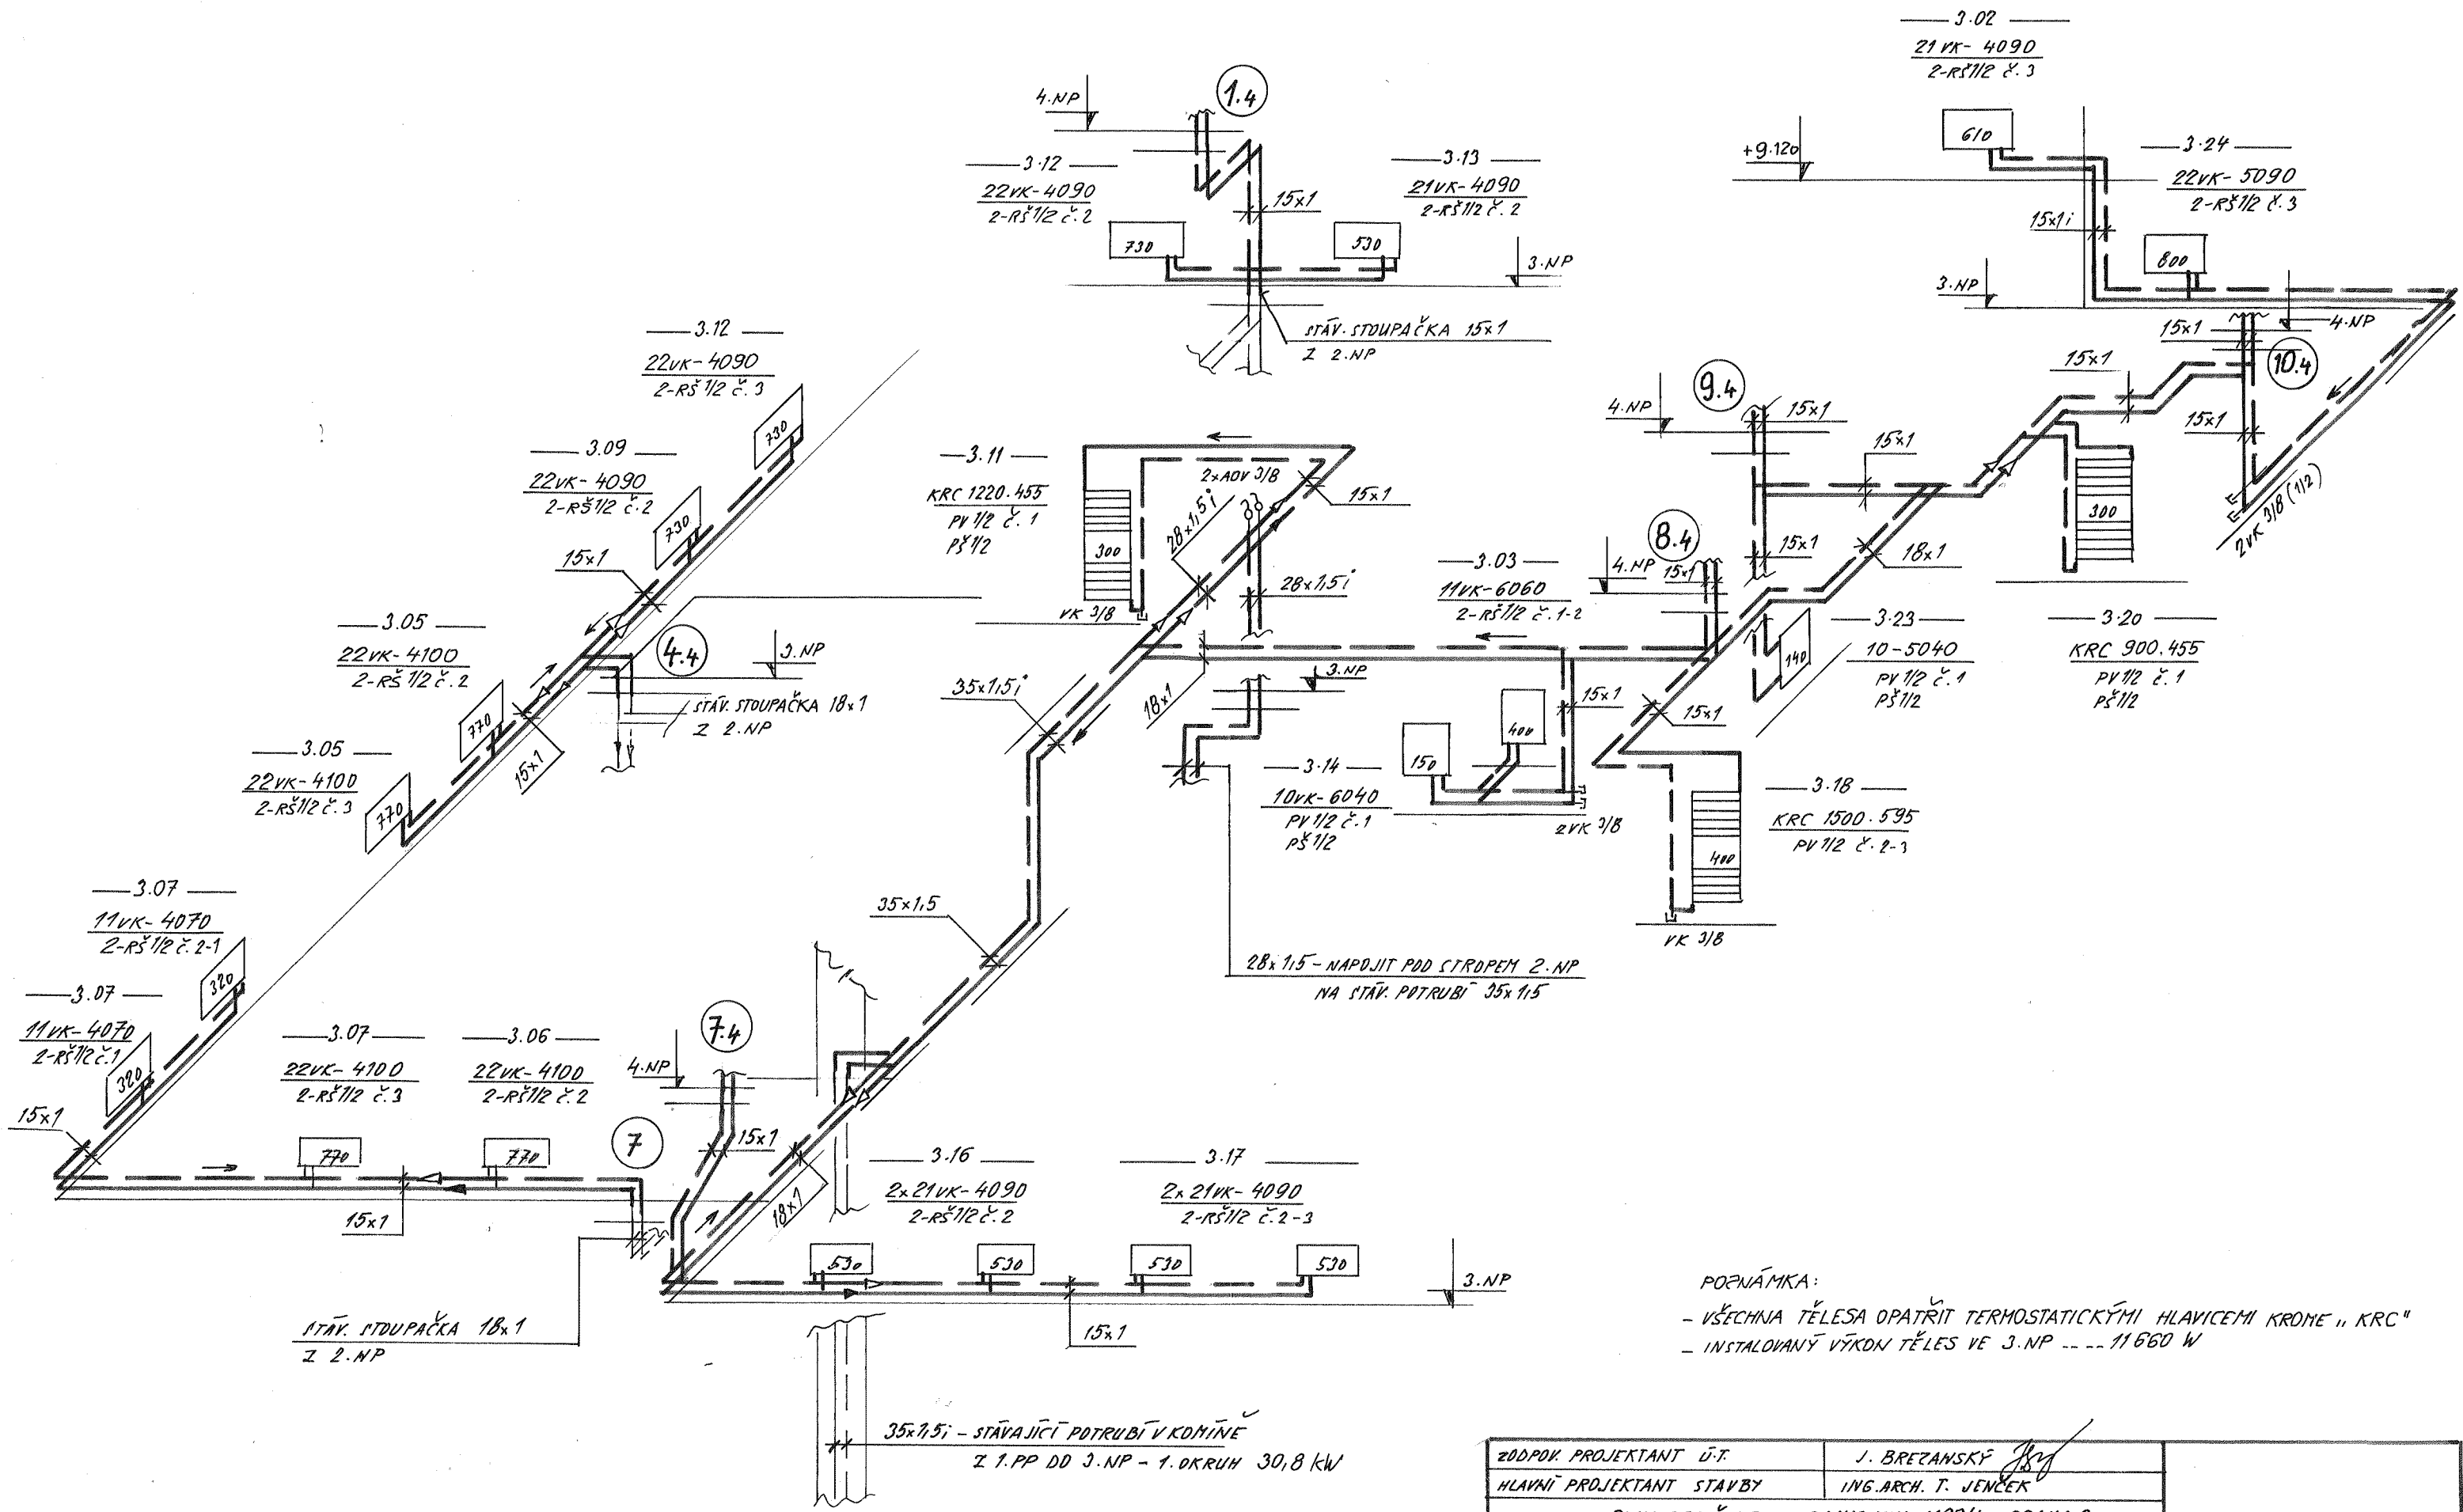 3.02
21VK-4090
2-RŠ1/2 č.3
4.NP
1.4
3.12
22VK-4090
2-RŠ1/2 č.2
730
15x1
3.13
21VK-4090
2-RŠ1/2 č.2
530
3.NP
STÁV. STOUPAČKA 15x1
Z 2.NP
+9.120
610
3.24
22VK-5090
2-RŠ1/2 č.3
15x1i
800
3.NP
15x1
4.NP
10.4
15x1
15x1
2VK 3/8 (1/2)
3.12
22VK-4090
2-RŠ1/2 č.3
730
3.09
22VK-4090
2-RŠ1/2 č.2
730
15x1
3.05
22VK-4100
2-RŠ1/2 č.2
770
4.4
3.NP
STÁV. STOUPAČKA 18x1
Z 2.NP
15x1
3.05
22VK-4100
2-RŠ1/2 č.3
770
3.11
KRC 1220.455
PV 1/2 č.1
PŠ 1/2
300
VK 3/8
2xAOV 3/8
28x1,5i
15x1
28x1,5i
35x1,5i
18x1
3.NP
9.4
4.NP
15x1
15x1
15x1
18x1
300
8.4
4.NP
15x1
3.03
11VK-6060
2-RŠ1/2 č.1-2
3.23
10-5040
PV 1/2 č.1
PŠ1/2
140
3.20
KRC 900.455
PV 1/2 č.1
PŠ1/2
15x1
15x1
400
150
3.14
10VK-6040
PV 1/2 č.1
PŠ 1/2
2VK 3/8
3.18
KRC 1500.595
PV 1/2 č.2-3
400
VK 3/8
28x1,5 - NAPOJIT POD STROPEM 2.NP
NA STÁV. POTRUBÍ 35x1,5
3.07
11VK-4070
2-RŠ1/2 č.2-1
320
3.07
11VK-4070
2-RŠ1/2 č.1
320
15x1
3.07
22VK-4100
2-RŠ1/2 č.3
770
3.06
22VK-4100
2-RŠ1/2 č.2
770
7
15x1
STÁV. STOUPAČKA 18x1
Z 2.NP
35x1,5
7.4
4.NP
15x1
18x1
3.16
2x21VK-4090
2-RŠ1/2 č.2
3.17
2x21VK-4090
2-RŠ1/2 č.2-3
530
530
530
530
3.NP
15x1
35x1,5i - STÁVAJÍCÍ POTRUBÍ V KOMÍNĚ
Z 1.PP DO 3.NP - 1.OKRUH 30,8 kW
POZNÁMKA:
- VŠECHNA TĚLESA OPATŘIT TERMOSTATICKÝMI HLAVICEMI KROMĚ „KRC"
- INSTALOVANÝ VÝKON TĚLES VE 3.NP ---- 11660 W
ZODPOV. PROJEKTANT Ú.T. J. BREZANSKÝ
HLAVNÍ PROJEKTANT STAVBY ING.ARCH. T. JENČEK